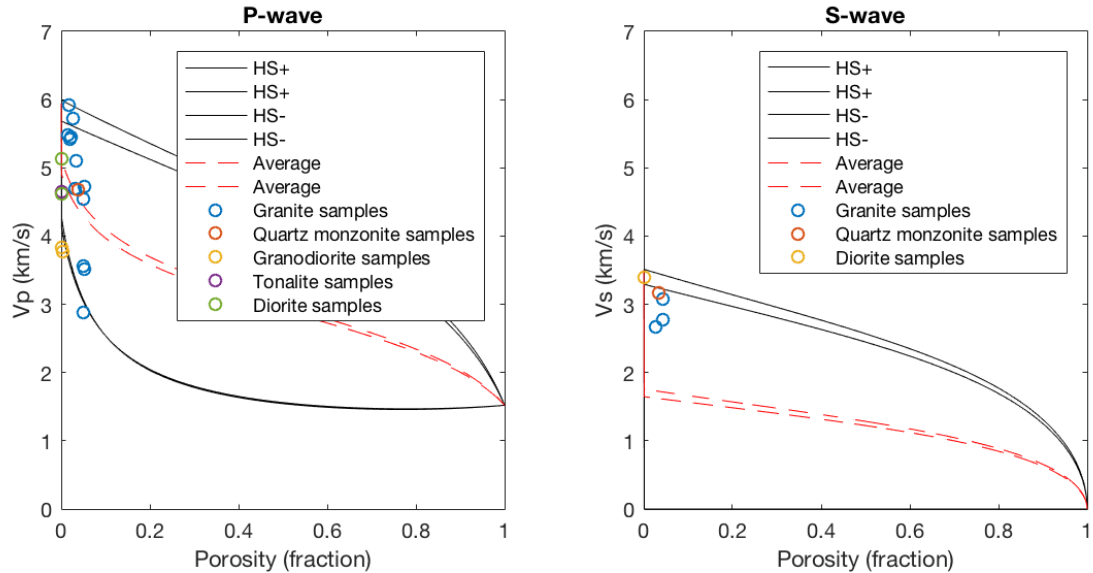 P-wave
7
6
5
4
3
2
1
0
Vp (km/s)
HS+
HS+
HS-
HS-
Average
Average
Granite samples
Quartz monzonite samples
Granodiorite samples
Tonalite samples
Diorite samples
0 0.2 0.4 0.6 0.8 1
Porosity (fraction)
S-wave
7
6
5
4
3
2
1
0
Vs (km/s)
HS+
HS+
HS-
HS-
Average
Average
Granite samples
Quartz monzonite samples
Diorite samples
0 0.2 0.4 0.6 0.8 1
Porosity (fraction)